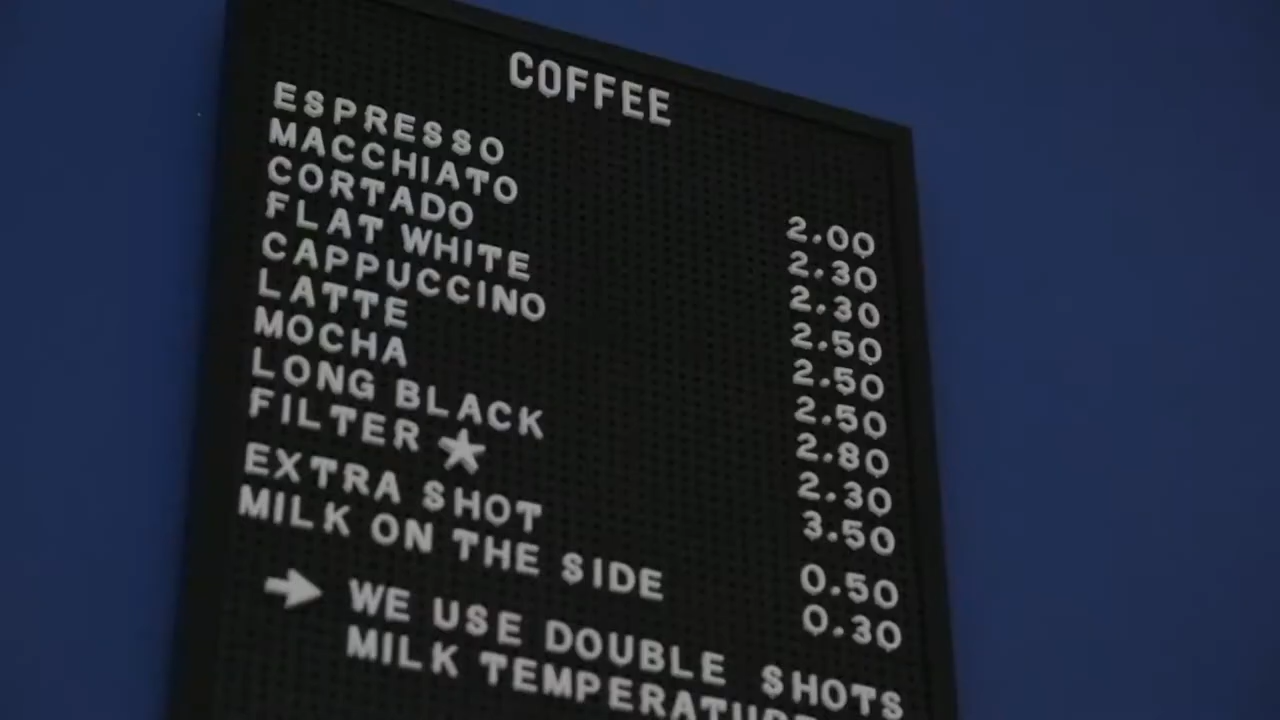 COFFEE
ESPRESSO 2.00
MACCHIATO 2.30
CORTADO 2.30
FLAT WHITE 2.50
CAPPUCCINO 2.50
LATTE 2.50
MOCHA 2.80
LONG BLACK 2.30
FILTER ★ 3.50
EXTRA SHOT 0.50
MILK ON THE SIDE 0.30
➡ WE USE DOUBLE SHOTS
MILK